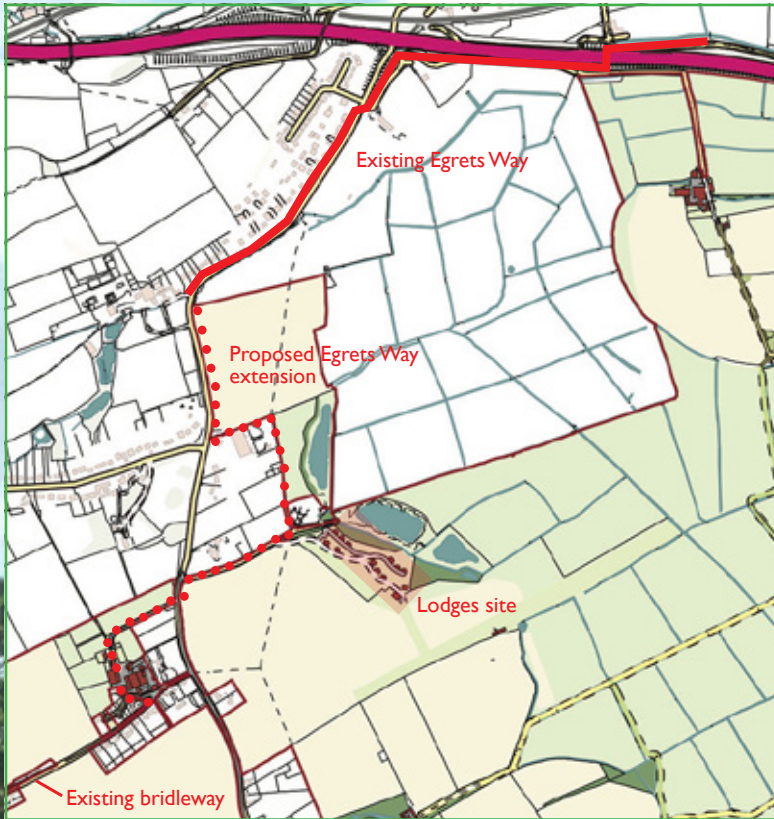 Existing Egrets Way
Proposed Egrets Way
extension
Lodges site
Existing bridleway